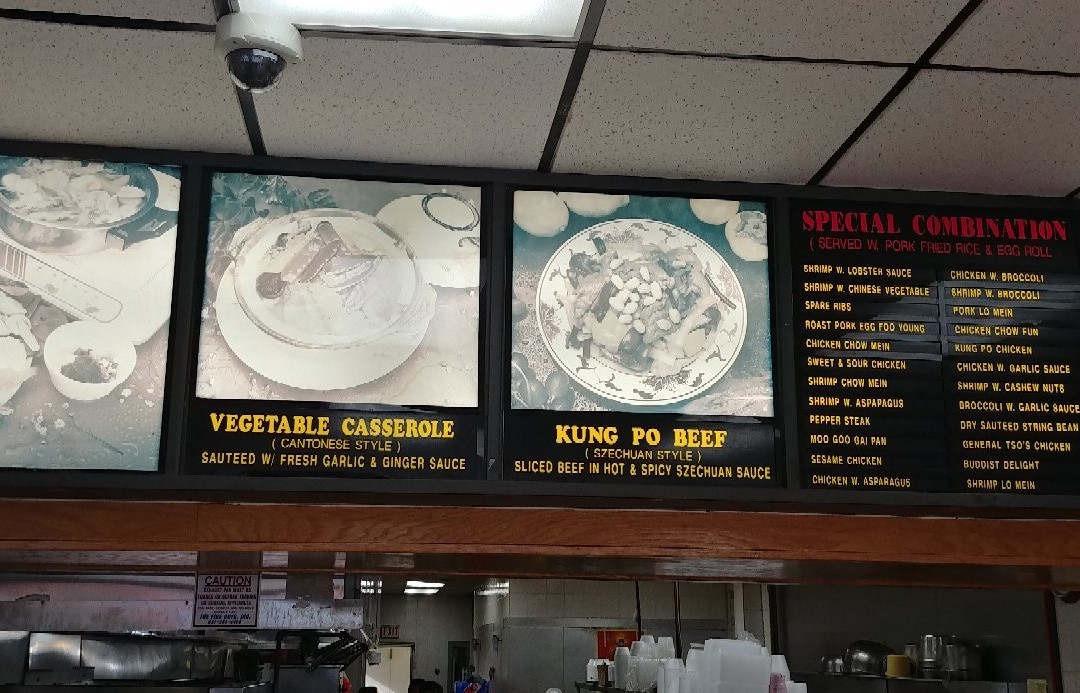 VEGETABLE CASSEROLE
( CANTONESE STYLE )
SAUTEED W/ FRESH GARLIC & GINGER SAUCE
KUNG PO BEEF
( SZECHUAN STYLE )
SLICED BEEF IN HOT & SPICY SZECHUAN SAUCE
SPECIAL COMBINATION
( SERVED W. PORK FRIED RICE & EGG ROLL
SHRIMP W. LOBSTER SAUCE
SHRIMP W. CHINESE VEGETABLE
SPARE RIBS
ROAST PORK EGG FOO YOUNG
CHICKEN CHOW MEIN
SWEET & SOUR CHICKEN
SHRIMP CHOW MEIN
SHRIMP W. ASPAPAGUS
PEPPER STEAK
MOO GOO GAI PAN
SESAME CHICKEN
CHICKEN W. ASPARAGUS
CHICKEN W. BROCCOLI
SHRIMP W. BROCCOLI
PORK LO MEIN
CHICKEN CHOW FUN
KUNG PO CHICKEN
CHICKEN W. GARLIC SAUCE
SHRIMP W. CASHEW NUTS
BROCCOLI W. GARLIC SAUCE
DRY SAUTEED STRING BEAN
GENERAL TSO'S CHICKEN
BUDDIST DELIGHT
SHRIMP LO MEIN
CAUTION
EXIT